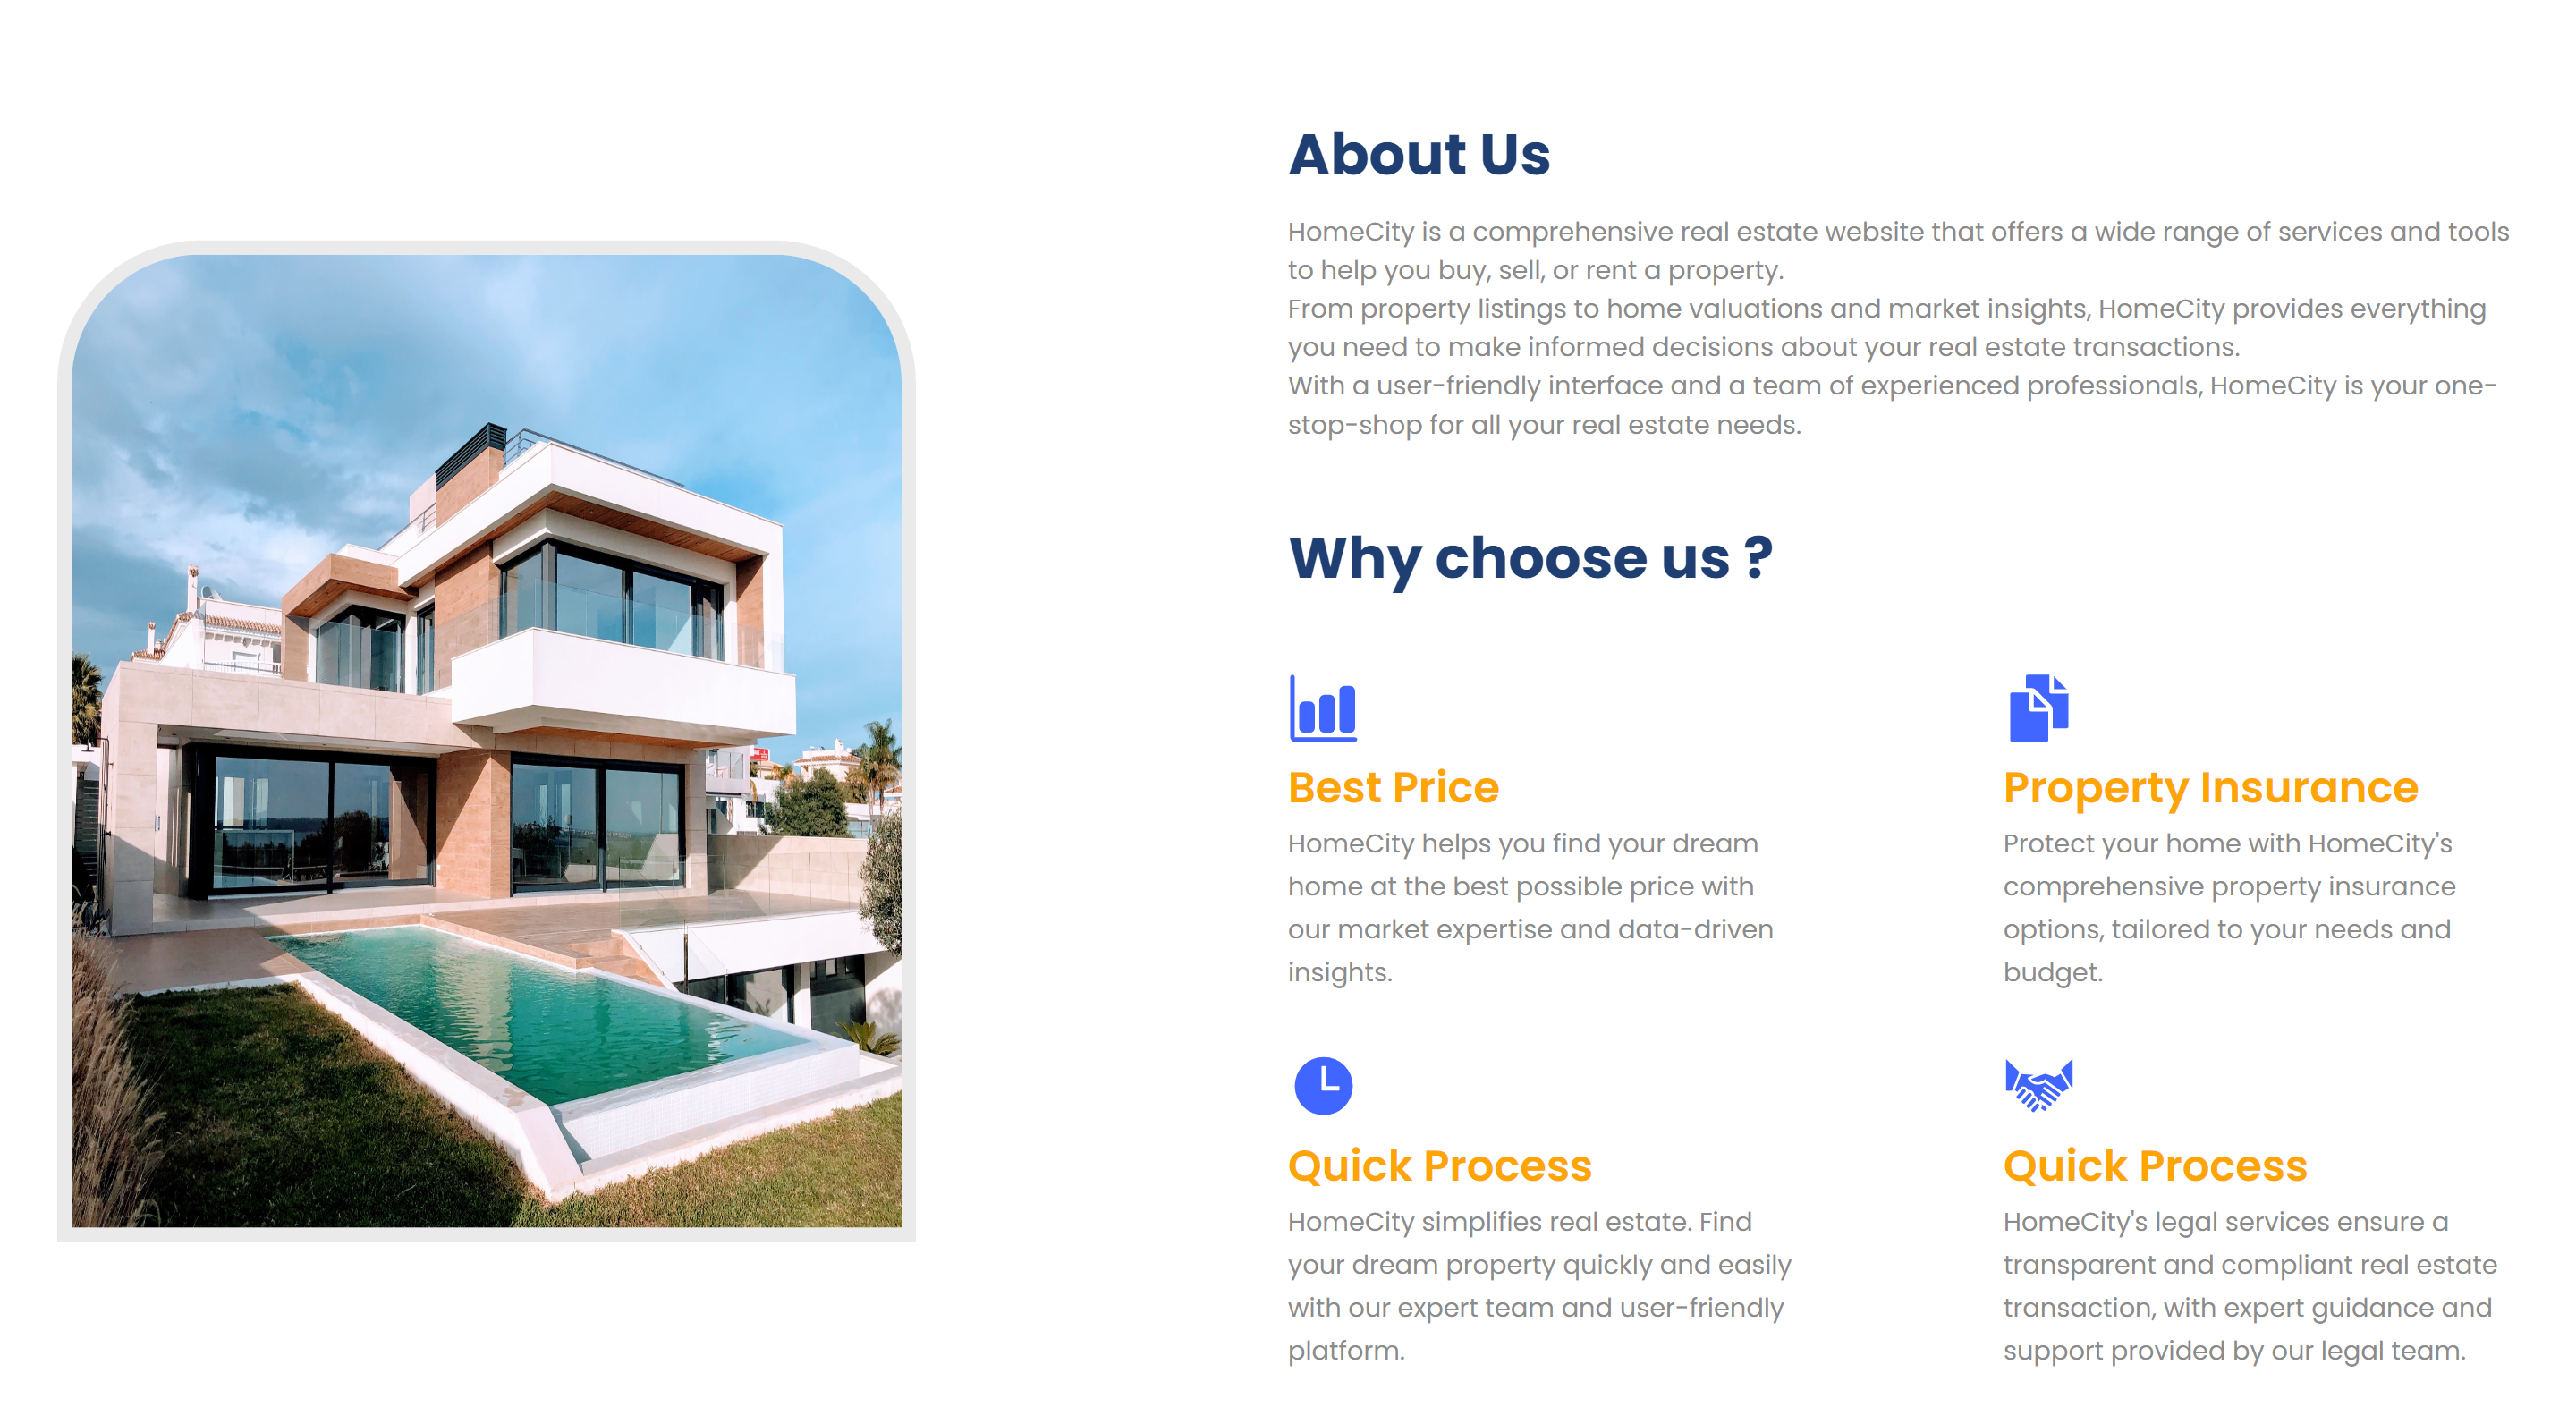 About Us
HomeCity is a comprehensive real estate website that offers a wide range of services and tools
to help you buy, sell, or rent a property.
From property listings to home valuations and market insights, HomeCity provides everything
you need to make informed decisions about your real estate transactions.
With a user-friendly interface and a team of experienced professionals, HomeCity is your one-
stop-shop for all your real estate needs.
Why choose us ?
Best Price
HomeCity helps you find your dream
home at the best possible price with
our market expertise and data-driven
insights.
Property Insurance
Protect your home with HomeCity's
comprehensive property insurance
options, tailored to your needs and
budget.
Quick Process
HomeCity simplifies real estate. Find
your dream property quickly and easily
with our expert team and user-friendly
platform.
Quick Process
HomeCity's legal services ensure a
transparent and compliant real estate
transaction, with expert guidance and
support provided by our legal team.